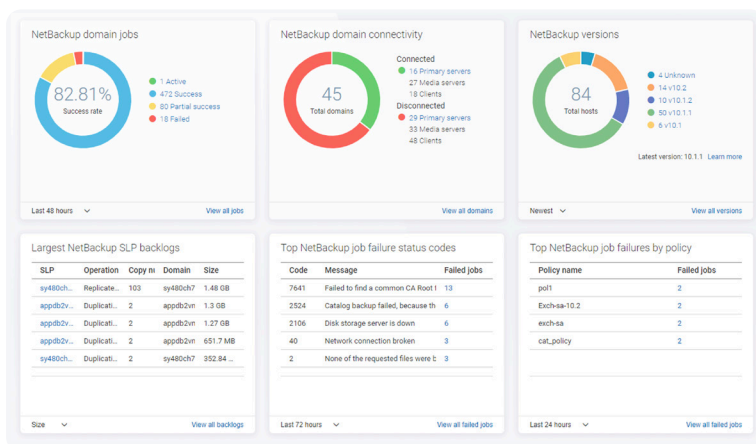 NetBackup domain jobs
82.81%
Success rate
1 Active
472 Success
80 Partial success
18 Failed
Last 48 hours
View all jobs
NetBackup domain connectivity
45
Total domains
Connected
16 Primary servers
27 Media servers
18 Clients
Disconnected
29 Primary servers
33 Media servers
48 Clients
View all domains
NetBackup versions
84
Total hosts
4 Unknown
14 v10.2
10 v10.1.2
50 v10.1.1
6 v10.1
Latest version: 10.1.1 Learn more
Newest
View all versions
Largest NetBackup SLP backlogs
SLP Operation Copy nu Domain Size
sy480ch... Replicate... 103 sy480ch7 1.48 GB
appdb2v... Duplicati... 2 appdb2vn 1.3 GB
appdb2v... Duplicati... 2 appdb2vn 1.27 GB
appdb2v... Duplicati... 2 appdb2vn 651.7 MB
sy480ch... Duplicati... 2 sy480ch7 352.84 ...
Size
View all backlogs
Top NetBackup job failure status codes
Code Message Failed jobs
7641 Failed to find a common CA Root f 13
2524 Catalog backup failed, because th 6
2106 Disk storage server is down 6
40 Network connection broken 3
2 None of the requested files were b 3
Last 72 hours
View all failed jobs
Top NetBackup job failures by policy
Policy name Failed jobs
pol1 2
Exch-sa-10.2 2
exch-sa 2
cat_policy 2
Last 24 hours
View all failed jobs